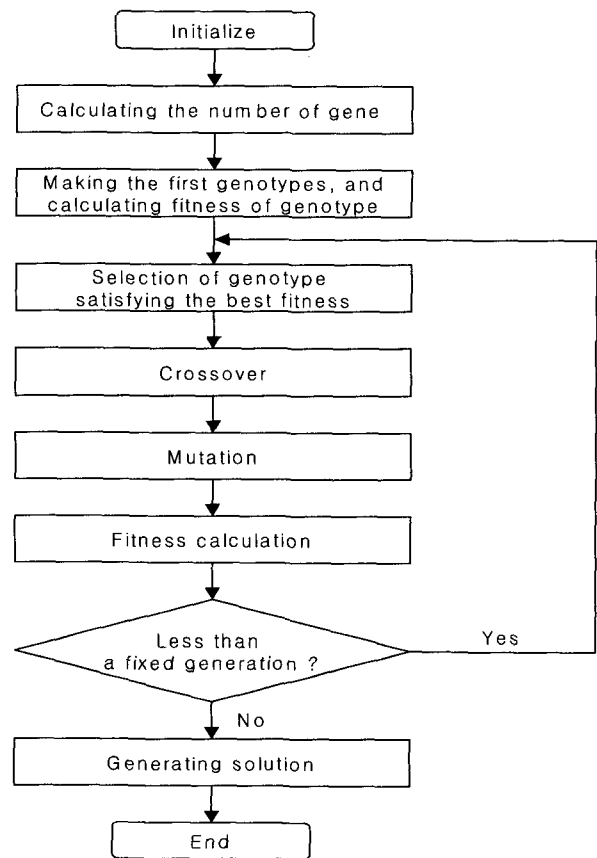 Initialize
Calculating the number of gene
Making the first genotypes, and
calculating fitness of genotype
Selection of genotype
satisfying the best fitness
Crossover
Mutation
Fitness calculation
Less than
a fixed generation ?
Yes
No
Generating solution
End